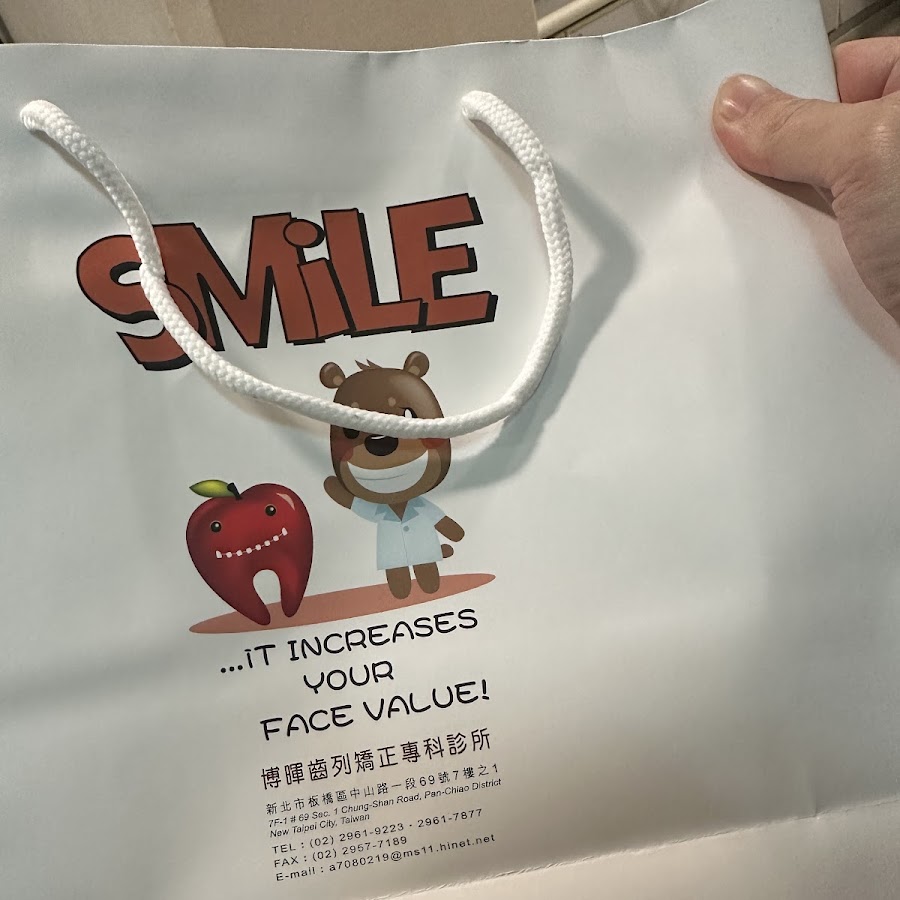 SMiLE
...iT INCREASES
YOUR
FACE VALUE!
博暉齒列矯正專科診所
新北市板橋區中山路一段69號7樓之1
7F-1 # 69 Sec. 1 Chung-Shan Road, Pan-Chiao District
New Taipei City, Taiwan
TEL：(02) 2961-9223．2961-7877
FAX：(02) 2957-7189
E-mail：a7080219@ms11.hinet.net